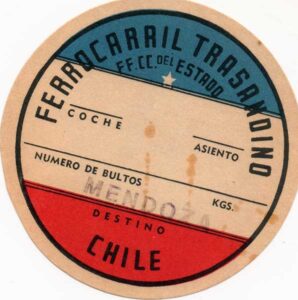 FERROCARRIL TRASANDINO
FF.CC. DEL ESTADO
COCHE
ASIENTO
NUMERO DE BULTOS
KGS.
MENDOZA
DESTINO
CHILE